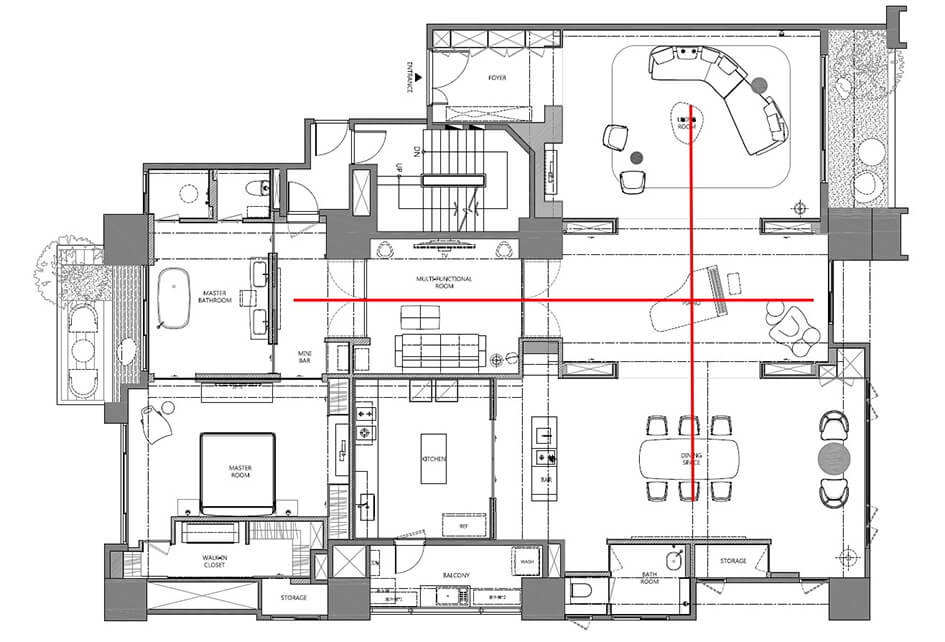 ENTRANCE
FOYER
ROOM
DN
UP
TV
MULTI-FUNCTIONAL
ROOM
MASTER
BATHROOM
PIANO
MINI
BAR
MASTER
ROOM
KITCHEN
BAR
DINING
SPACE
REF
WALK-IN
CLOSET
STORAGE
BALCONY
WASH
BATH
ROOM
STORAGE